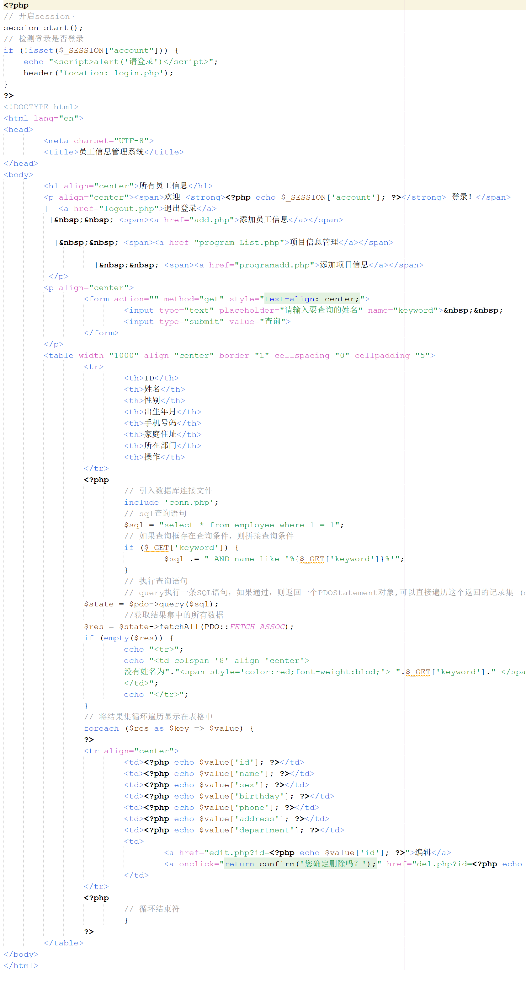 <?php
// 开启session·
session_start();
// 检测登录是否登录
if (!isset($_SESSION["account"])) {
    echo "<script>alert('请登录')</script>";
    header('Location: login.php');
}
?>
<!DOCTYPE html>
<html lang="en">
<head>
        <meta charset="UTF-8">
        <title>员工信息管理系统</title>
</head>
<body>
        <h1 align="center">所有员工信息</h1>
        <p align="center"><span>欢迎 <strong><?php echo $_SESSION['account']; ?></strong> 登录！</span>
        |  <a href="logout.php">退出登录</a>
         |&nbsp;&nbsp; <span><a href="add.php">添加员工信息</a></span>
          |&nbsp;&nbsp; <span><a href="program_List.php">项目信息管理</a></span>
                  |&nbsp;&nbsp; <span><a href="programadd.php">添加项目信息</a></span>
         </p>
        <p align="center">
                <form action="" method="get" style="text-align: center;">
                        <input type="text" placeholder="请输入要查询的姓名" name="keyword">&nbsp;&nbsp;
                        <input type="submit" value="查询">
                </form>
        </p>
        <table width="1000" align="center" border="1" cellspacing="0" cellpadding="5">
                <tr>
                        <th>ID</th>
                        <th>姓名</th>
                        <th>性别</th>
                        <th>出生年月</th>
                        <th>手机号码</th>
                        <th>家庭住址</th>
                        <th>所在部门</th>
                        <th>操作</th>
                </tr>
                <?php
                        // 引入数据库连接文件
                        include 'conn.php';
                        // sql查询语句
                        $sql = "select * from employee where 1 = 1";
                        // 如果查询框存在查询条件，则拼接查询条件
                        if ($_GET['keyword']) {
                                $sql .= " AND name like '%{$_GET['keyword']}%'";
                        }
                        // 执行查询语句
                        // query执行一条SQL语句，如果通过，则返回一个PDOStatement对象,可以直接遍历这个返回的记录集 (
                $state = $pdo->query($sql);
                        //获取结果集中的所有数据
                $res = $state->fetchAll(PDO::FETCH_ASSOC);
                if (empty($res)) {
                        echo "<tr>";
                        echo "<td colspan='8' align='center'>
                        没有姓名为"."<span style='color:red;font-weight:blod;'> ".$_GET['keyword']." </spa
                        </td>";
                        echo "</tr>";
                }
                // 将结果集循环遍历显示在表格中
                foreach ($res as $key => $value) {
                ?>
                <tr align="center">
                        <td><?php echo $value['id']; ?></td>
                        <td><?php echo $value['name']; ?></td>
                        <td><?php echo $value['sex']; ?></td>
                        <td><?php echo $value['birthday']; ?></td>
                        <td><?php echo $value['phone']; ?></td>
                        <td><?php echo $value['address']; ?></td>
                        <td><?php echo $value['department']; ?></td>
                        <td>
                                <a href="edit.php?id=<?php echo $value['id']; ?>">编辑</a>
                                <a onclick="return confirm('您确定删除吗？');" href="del.php?id=<?php echo
                        </td>
                </tr>
                <?php
                        // 循环结束符
                        }
                ?>
        </table>
</body>
</html>